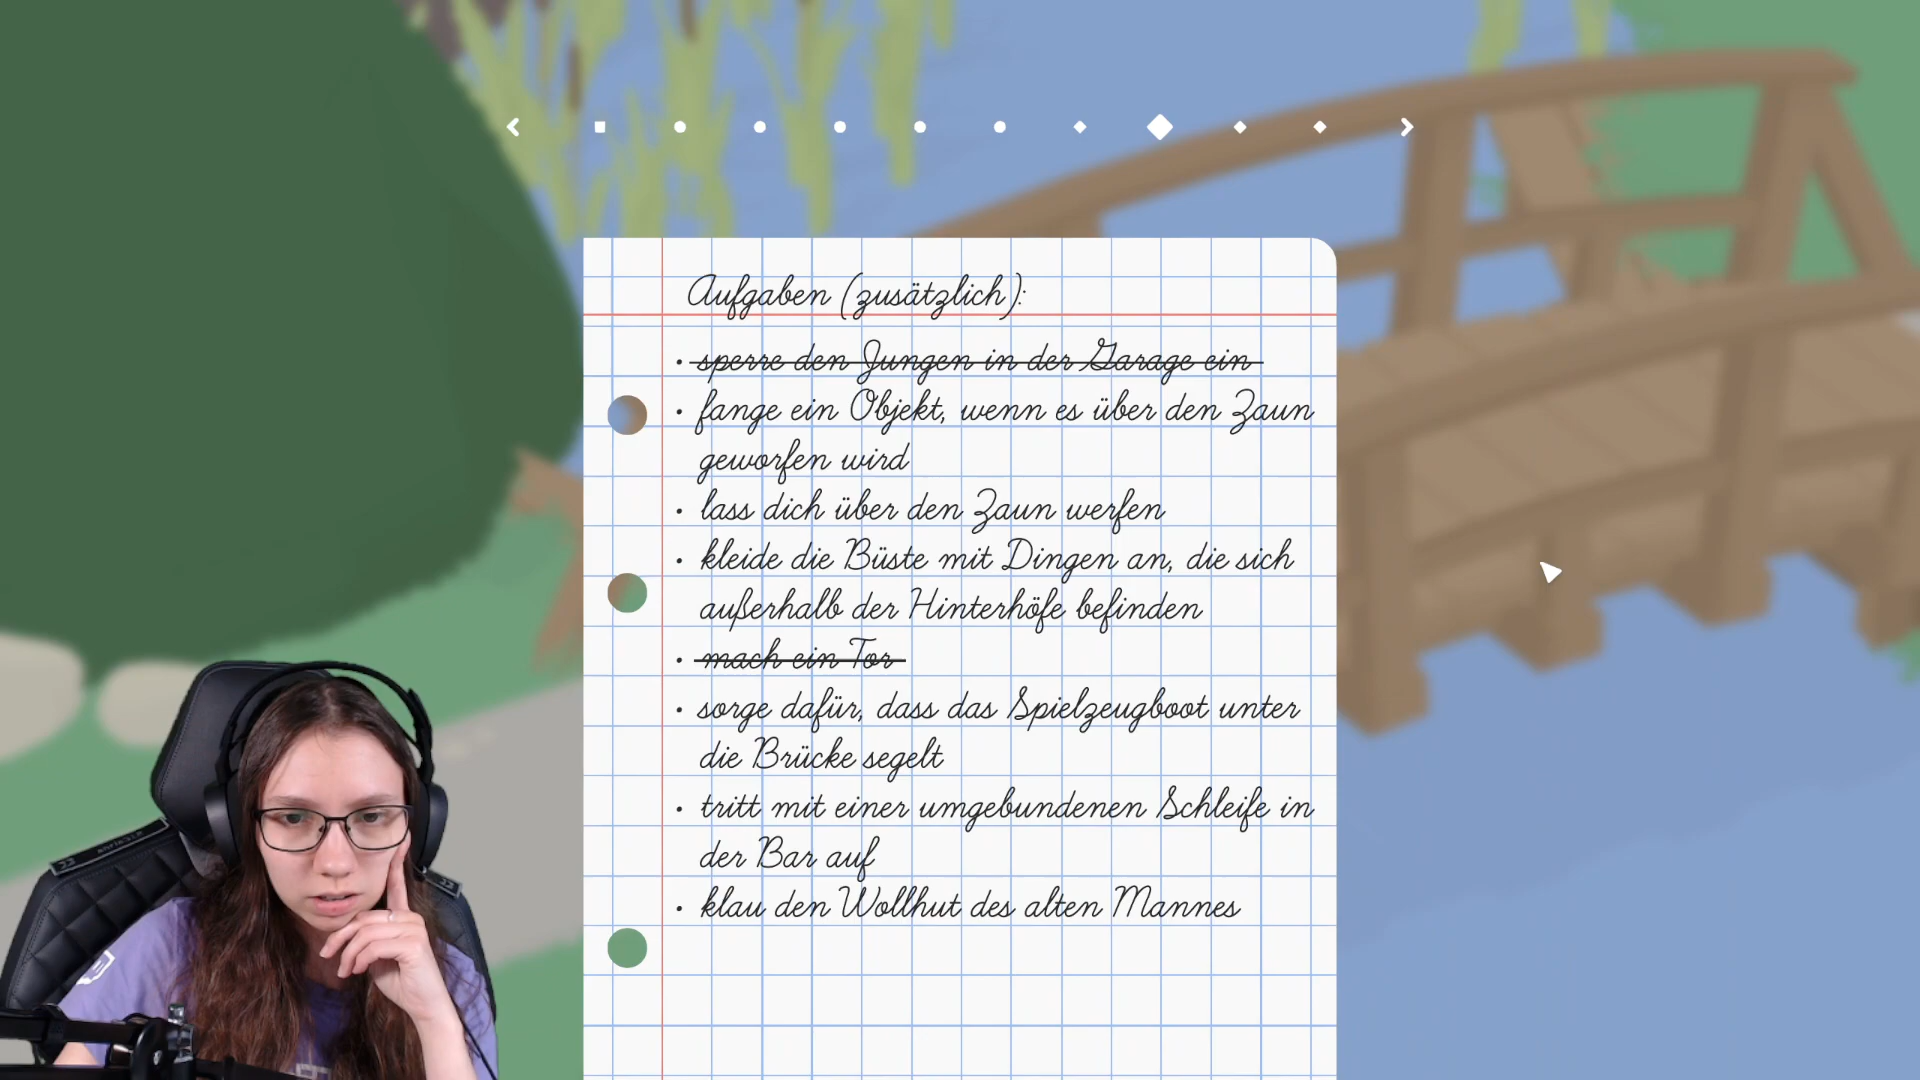 Aufgaben (zusätzlich):
• sperre den Jungen in der Garage ein
• fange ein Objekt, wenn es über den Zaun
geworfen wird
• lass dich über den Zaun werfen
• kleide die Büste mit Dingen an, die sich
außerhalb der Hinterhöfe befinden
• mach ein Tor
• sorge dafür, dass das Spielzeugboot unter
die Brücke segelt
• tritt mit einer umgebundenen Schleife in
der Bar auf
• klau den Wollhut des alten Mannes